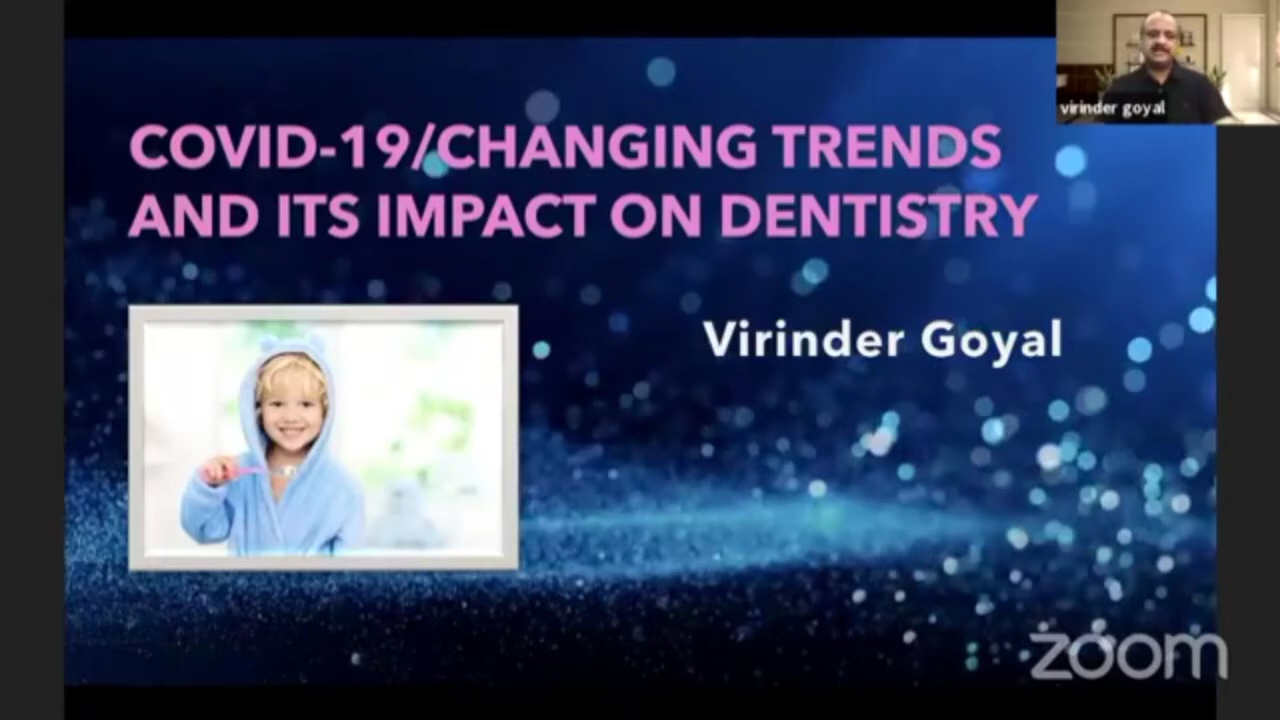 virinder goyal
COVID-19/CHANGING TRENDS
AND ITS IMPACT ON DENTISTRY
Virinder Goyal
zoom